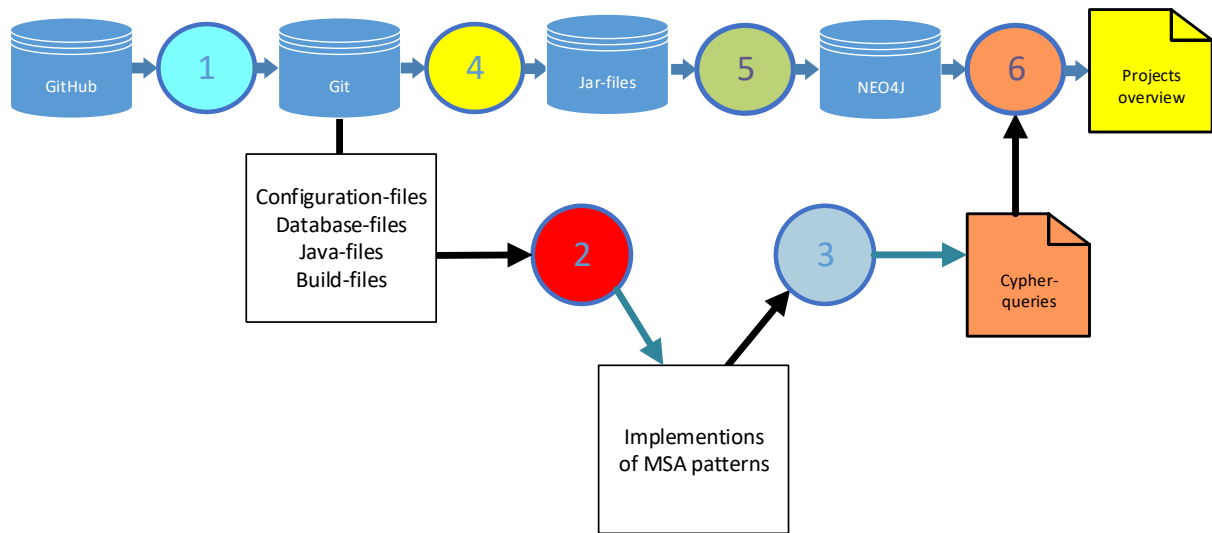 GitHub
1
Git
4
Jar-files
5
NEO4J
6
Projects
overview
Configuration-files
Database-files
Java-files
Build-files
2
3
Cypher-
queries
Implementions
of MSA patterns